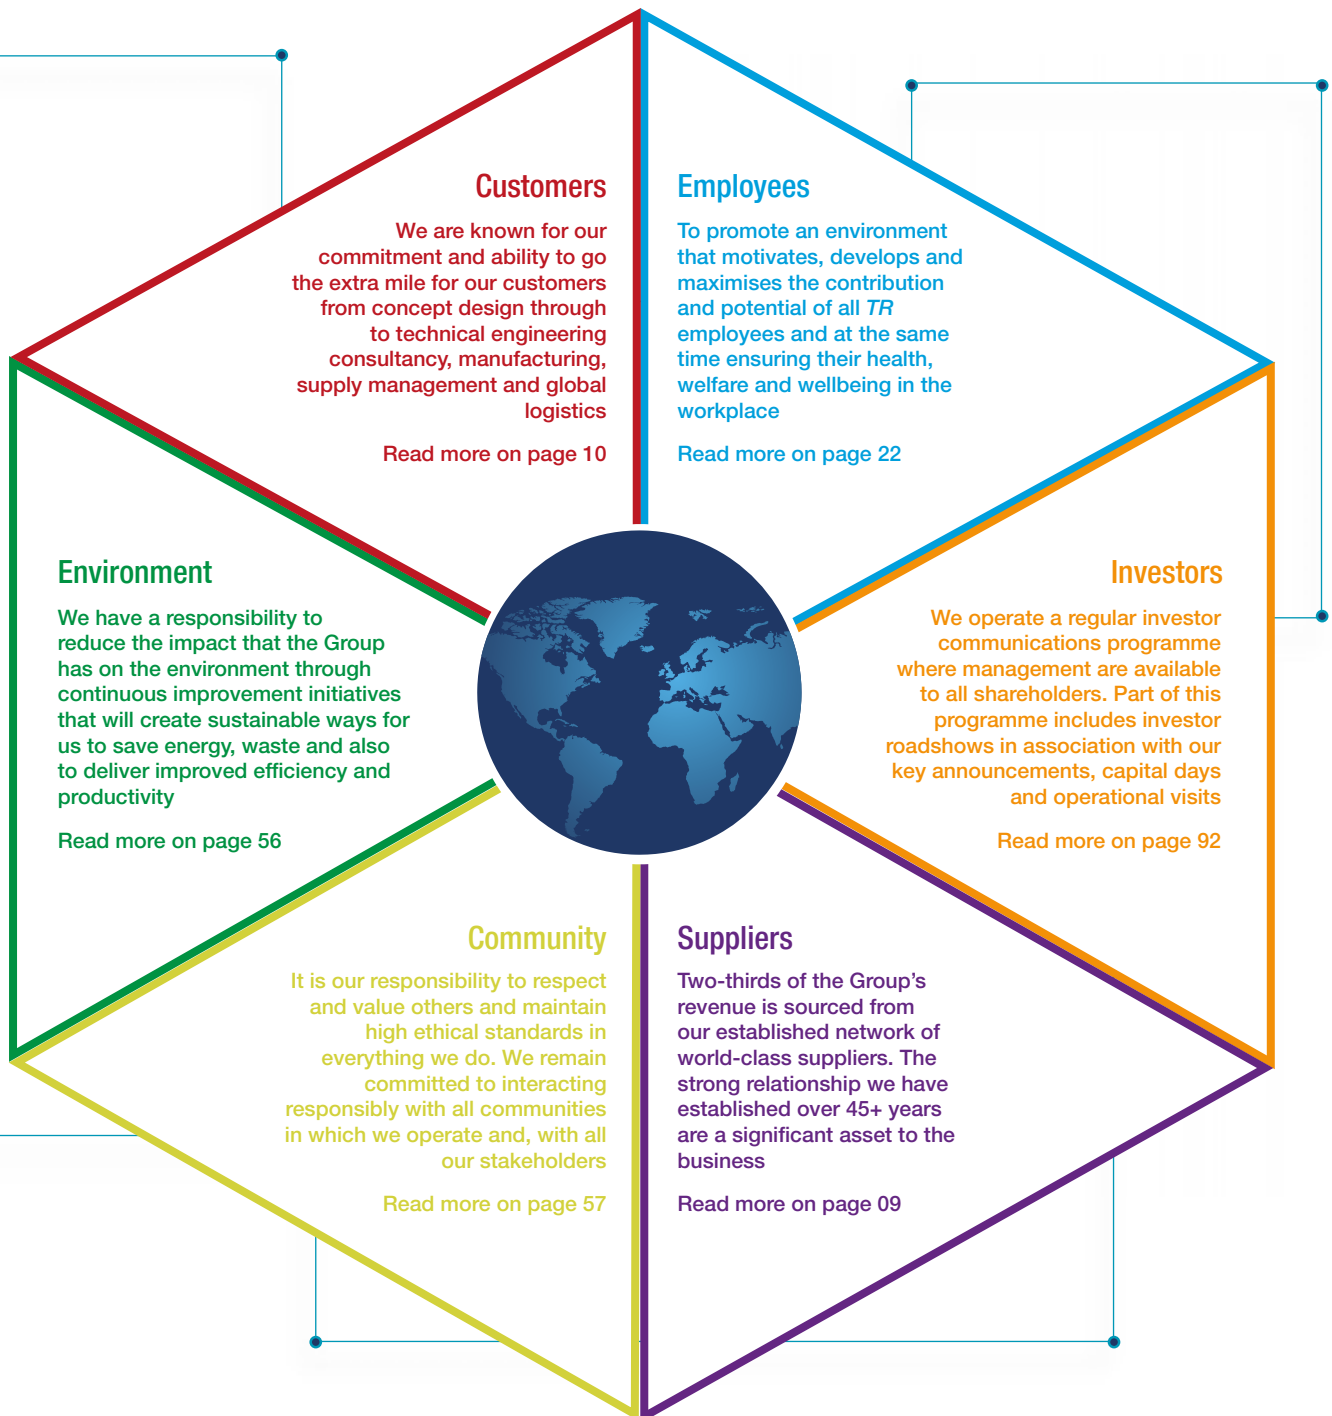 Customers
We are known for our
commitment and ability to go
the extra mile for our customers
from concept design through
to technical engineering
consultancy, manufacturing,
supply management and global
logistics
Read more on page 10
Employees
To promote an environment
that motivates, develops and
maximises the contribution
and potential of all TR
employees and at the same
time ensuring their health,
welfare and wellbeing in the
workplace
Read more on page 22
Environment
We have a responsibility to
reduce the impact that the Group
has on the environment through
continuous improvement initiatives
that will create sustainable ways for
us to save energy, waste and also
to deliver improved efficiency and
productivity
Read more on page 56
Investors
We operate a regular investor
communications programme
where management are available
to all shareholders. Part of this
programme includes investor
roadshows in association with our
key announcements, capital days
and operational visits
Read more on page 92
Community
It is our responsibility to respect
and value others and maintain
high ethical standards in
everything we do. We remain
committed to interacting
responsibly with all communities
in which we operate and, with all
our stakeholders
Read more on page 57
Suppliers
Two-thirds of the Group’s
revenue is sourced from
our established network of
world-class suppliers. The
strong relationship we have
established over 45+ years
are a significant asset to the
business
Read more on page 09